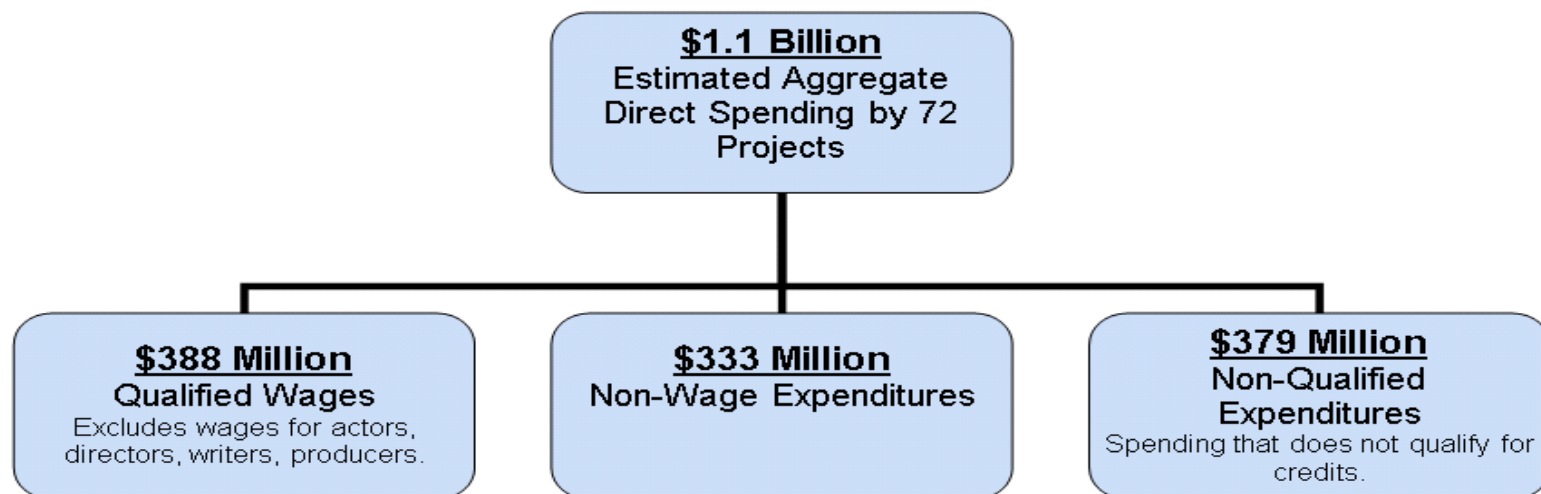 $1.1 Billion
Estimated Aggregate
Direct Spending by 72
Projects
$388 Million
Qualified Wages
Excludes wages for actors,
directors, writers, producers.
$333 Million
Non-Wage Expenditures
$379 Million
Non-Qualified
Expenditures
Spending that does not qualify for
credits.